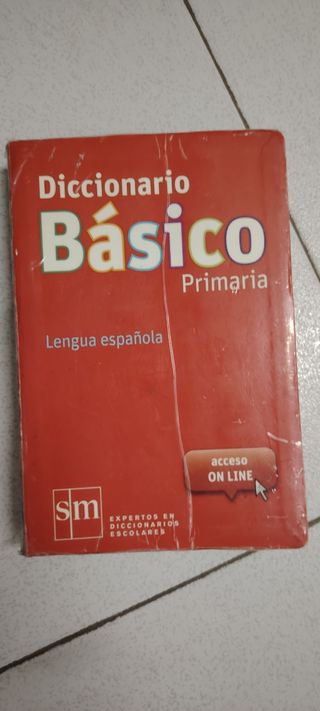 Diccionario
Básico
Primaria
Lengua española
acceso
ON LINE
sm
EXPERTOS EN
DICCIONARIOS
ESCOLARES